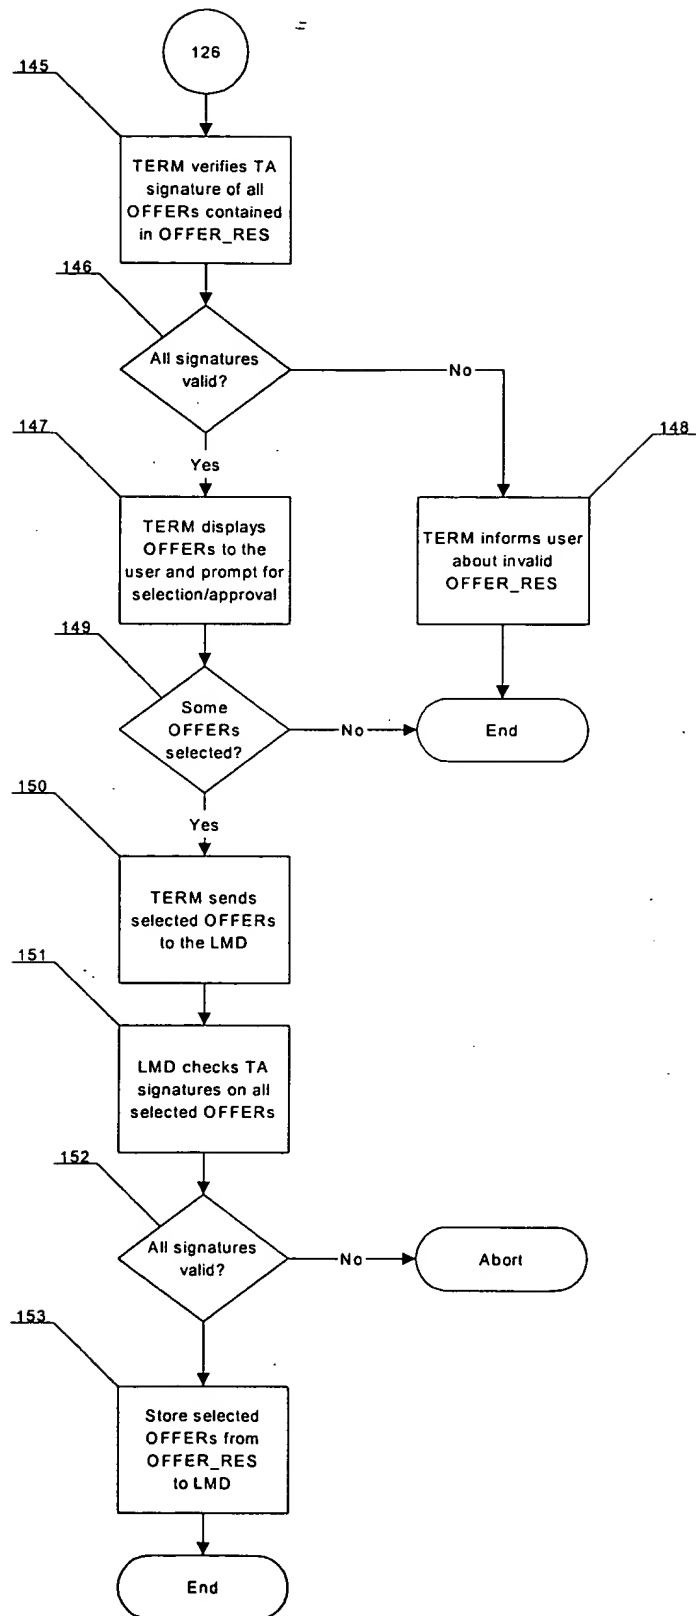 126
145
TERM verifies TA
signature of all
OFFERs contained
in OFFER_RES
146
All signatures
valid?
No
147
148
Yes
TERM displays
OFFERs to the
user and prompt for
selection/approval
TERM informs user
about invalid
OFFER_RES
149
Some
OFFERs
selected?
No
End
150
Yes
TERM sends
selected OFFERs
to the LMD
151
LMD checks TA
signatures on all
selected OFFERs
152
All signatures
valid?
No
Abort
153
Store selected
OFFERs from
OFFER_RES
to LMD
End